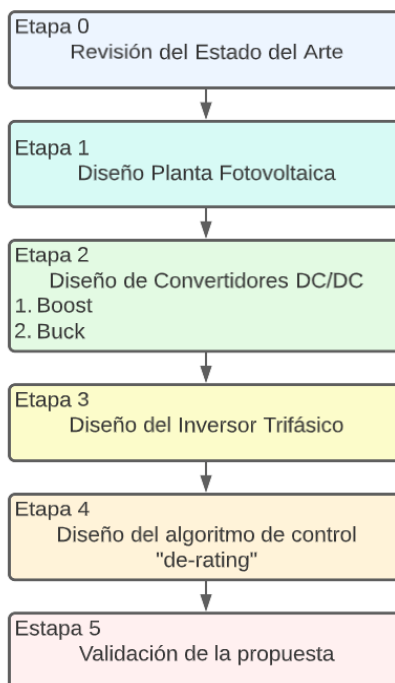 Etapa 0
Revisión del Estado del Arte
Etapa 1
Diseño Planta Fotovoltaica
Etapa 2
Diseño de Convertidores DC/DC
1. Boost
2. Buck
Etapa 3
Diseño del Inversor Trifásico
Etapa 4
Diseño del algoritmo de control
"de-rating"
Estapa 5
Validación de la propuesta